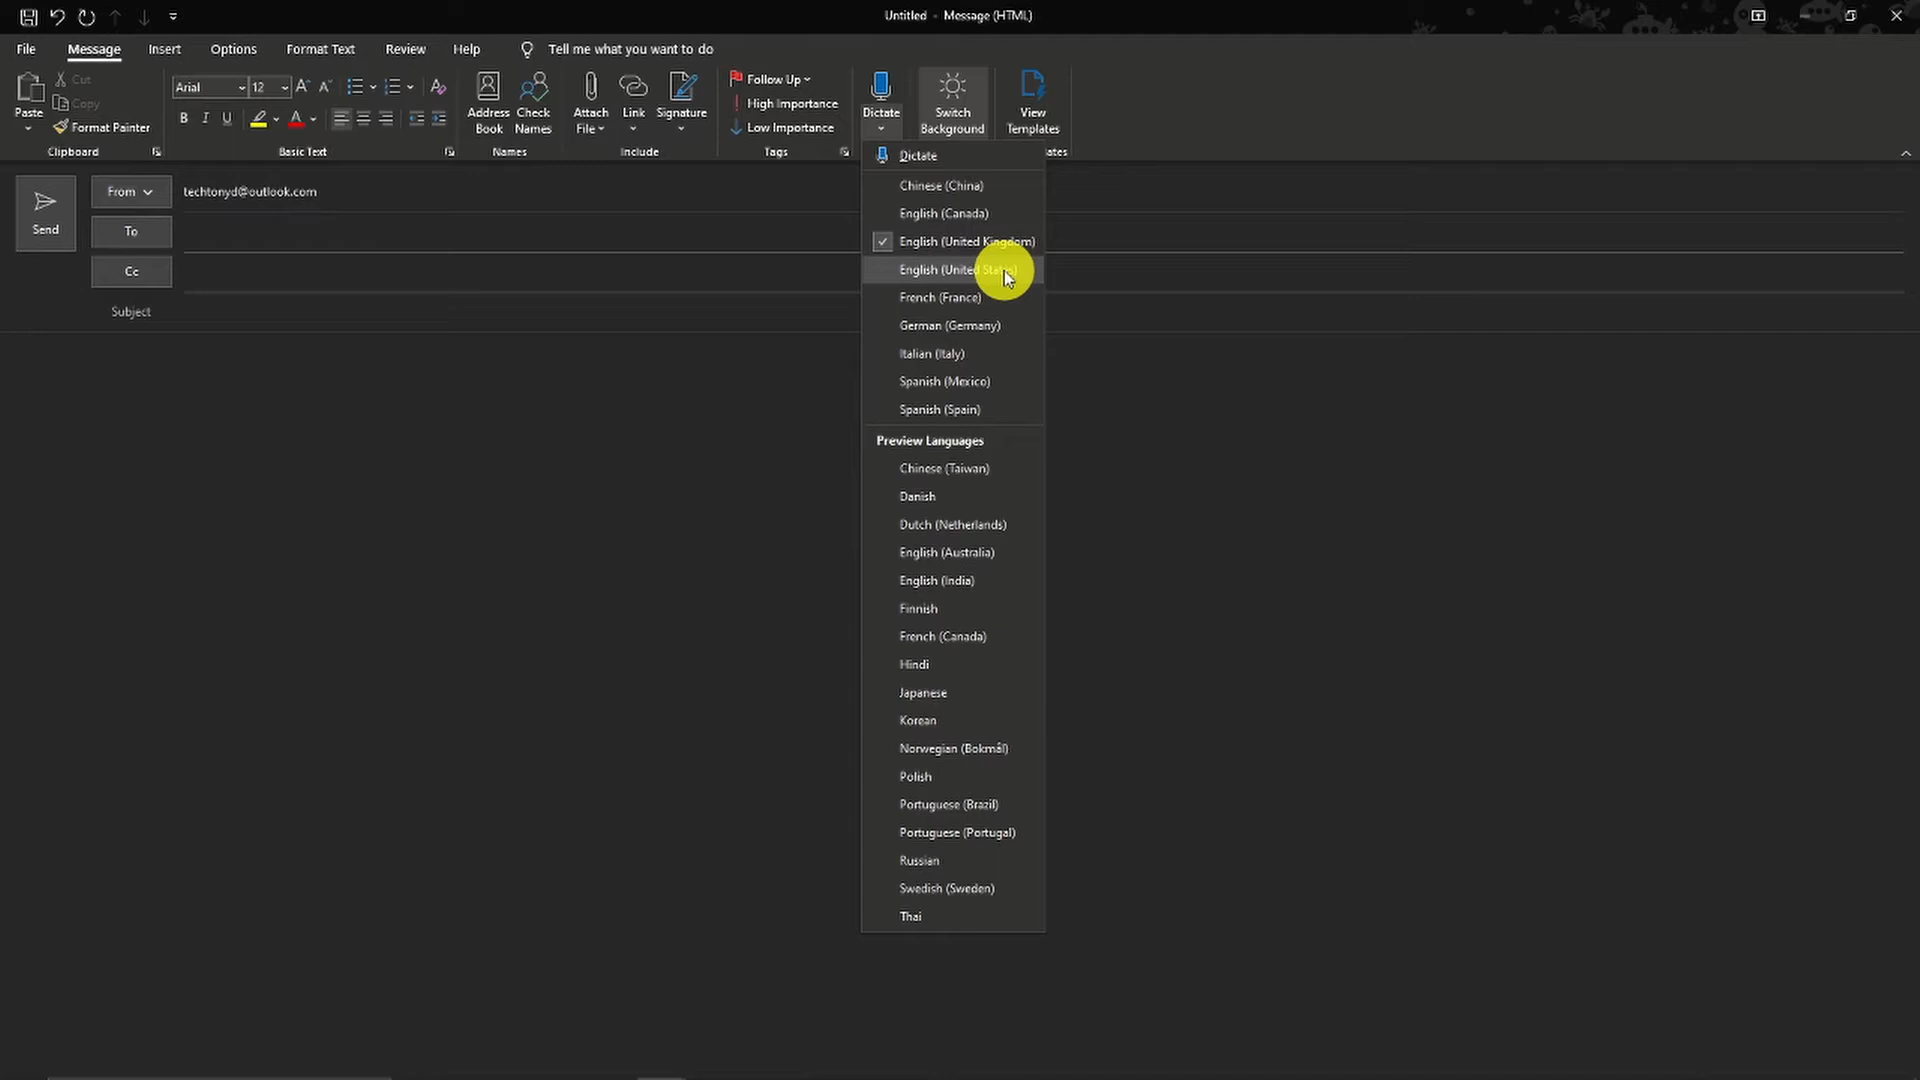 Untitled - Message (HTML)
File Message Insert Options Format Text Review Help Tell me what you want to do
Paste
Cut
Copy
Format Painter
Clipboard
Arial 12
B I U
Basic Text
Address Book
Check Names
Names
Attach File
Link
Signature
Include
Follow Up
High Importance
Low Importance
Tags
Dictate
Switch Background
View Templates
ates
Send
From techtonyd@outlook.com
To
Cc
Subject
Dictate
Chinese (China)
English (Canada)
English (United Kingdom)
English (United States)
French (France)
German (Germany)
Italian (Italy)
Spanish (Mexico)
Spanish (Spain)
Preview Languages
Chinese (Taiwan)
Danish
Dutch (Netherlands)
English (Australia)
English (India)
Finnish
French (Canada)
Hindi
Japanese
Korean
Norwegian (Bokmål)
Polish
Portuguese (Brazil)
Portuguese (Portugal)
Russian
Swedish (Sweden)
Thai